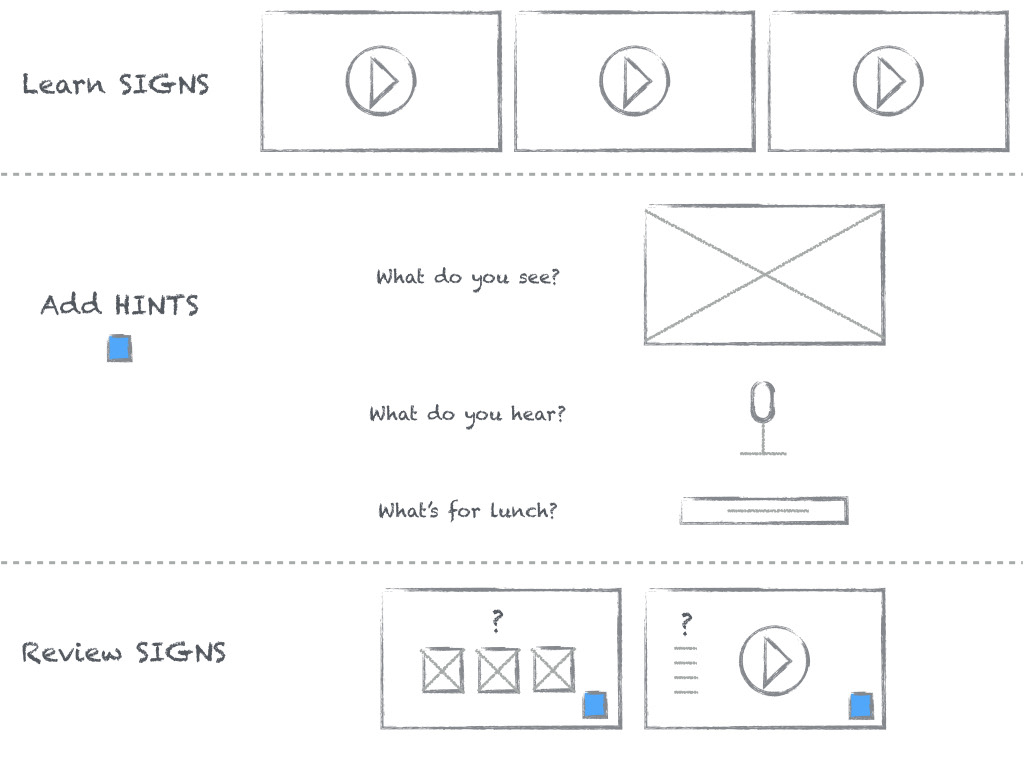 Learn SIGNS
Add HINTS
What do you see?
What do you hear?
What's for lunch?
Review SIGNS
?
?